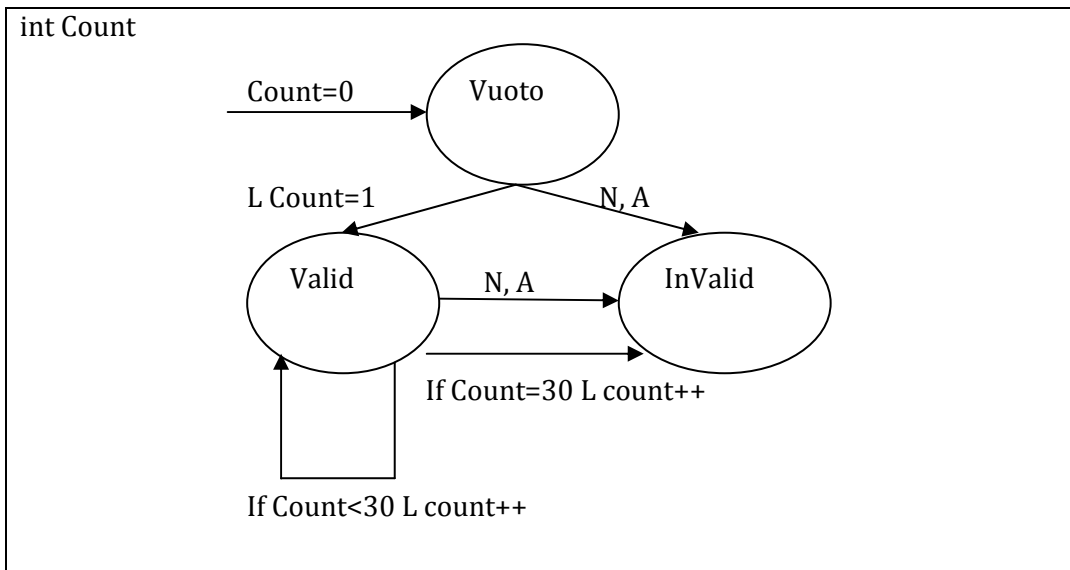 int Count
Count=0
Vuoto
L Count=1
N, A
Valid
N, A
InValid
If Count=30 L count++
If Count<30 L count++